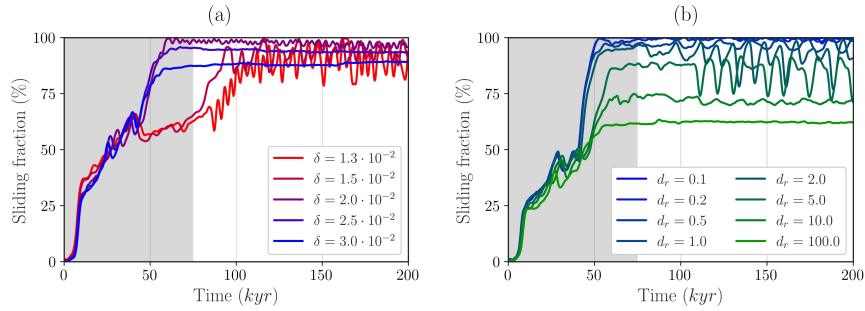 (a)
Sliding fraction (%)
100
75
50
25
0
δ = 1.3 · 10⁻²
δ = 1.5 · 10⁻²
δ = 2.0 · 10⁻²
δ = 2.5 · 10⁻²
δ = 3.0 · 10⁻²
0 50 100 150 200
Time (kyr)
(b)
Sliding fraction (%)
100
75
50
25
0
d_r = 0.1 d_r = 2.0
d_r = 0.2 d_r = 5.0
d_r = 0.5 d_r = 10.0
d_r = 1.0 d_r = 100.0
0 50 100 150 200
Time (kyr)